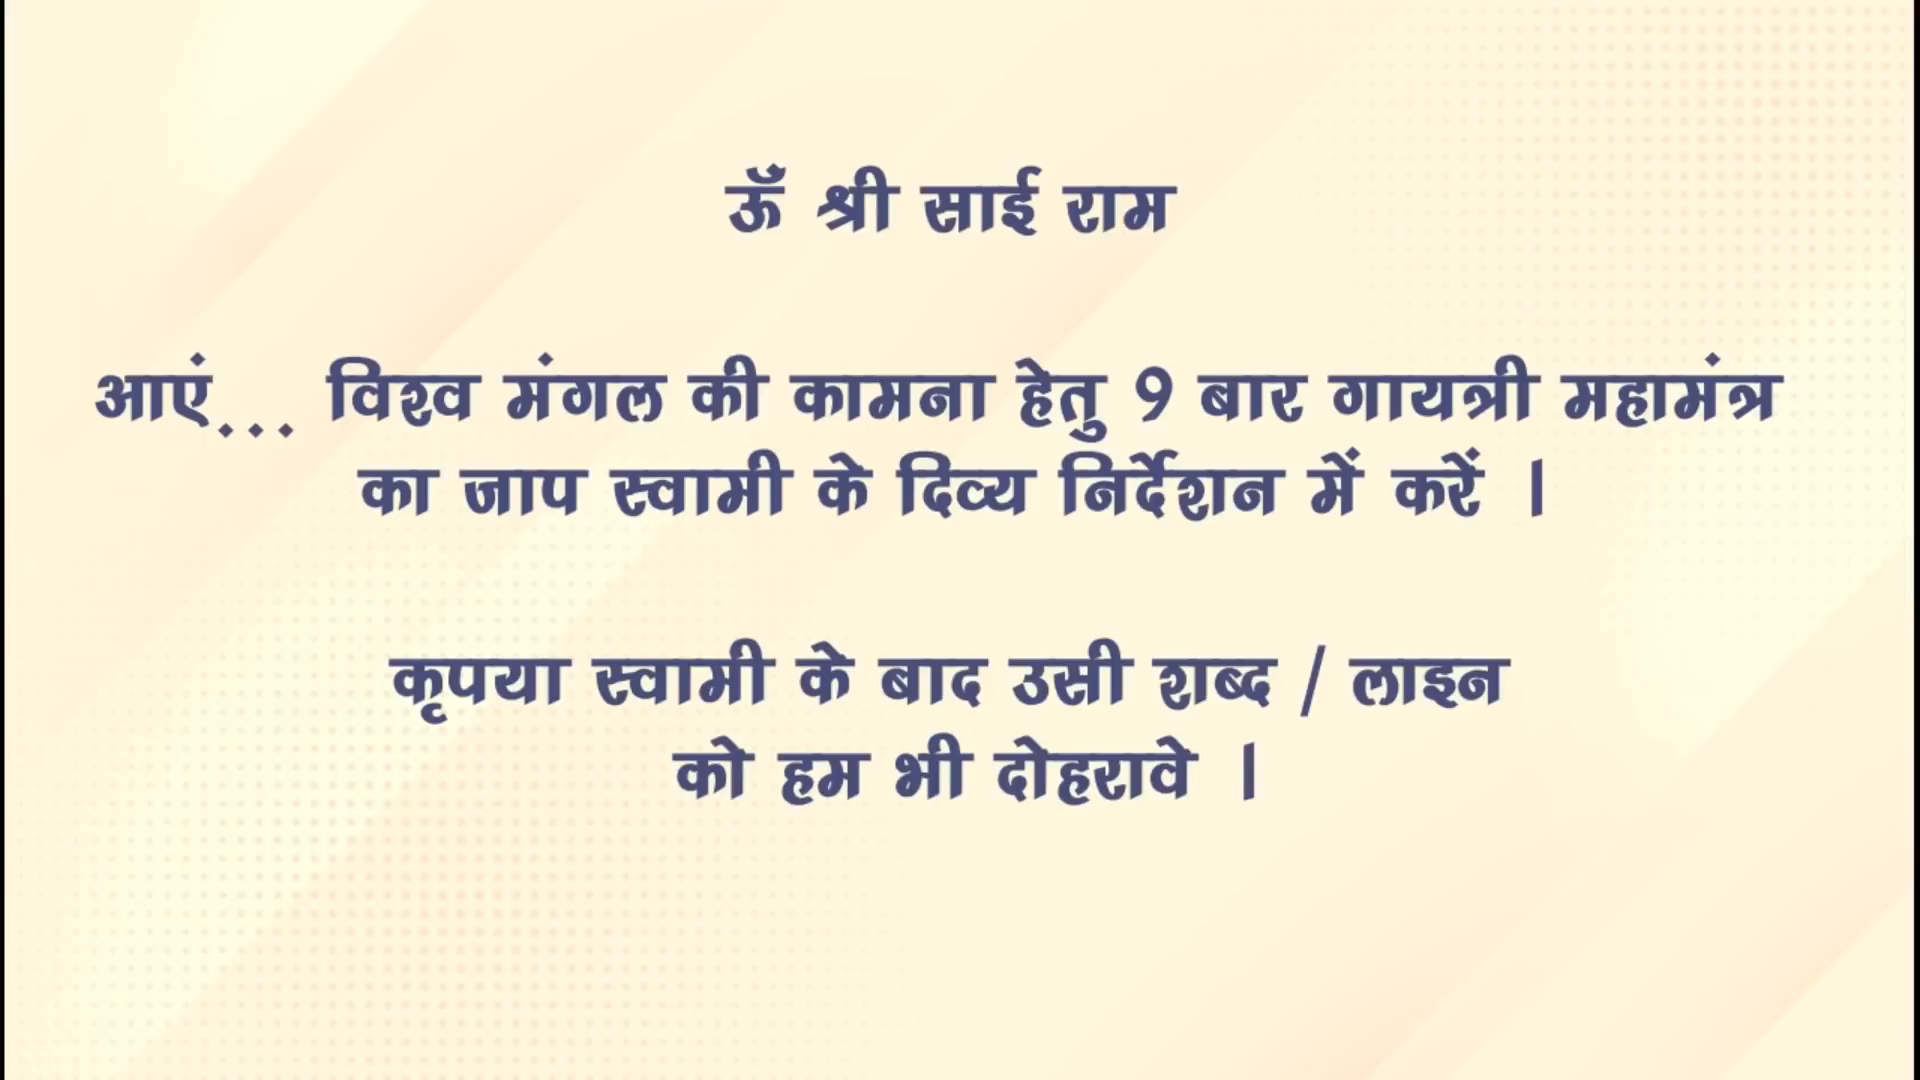 ऊँ श्री साई राम
आएं... विश्व मंगल की कामना हेतु 9 बार गायत्री महामंत्र
का जाप स्वामी के दिव्य निर्देशन में करें ।
कृपया स्वामी के बाद उसी शब्द / लाइन
को हम भी दोहरावे ।